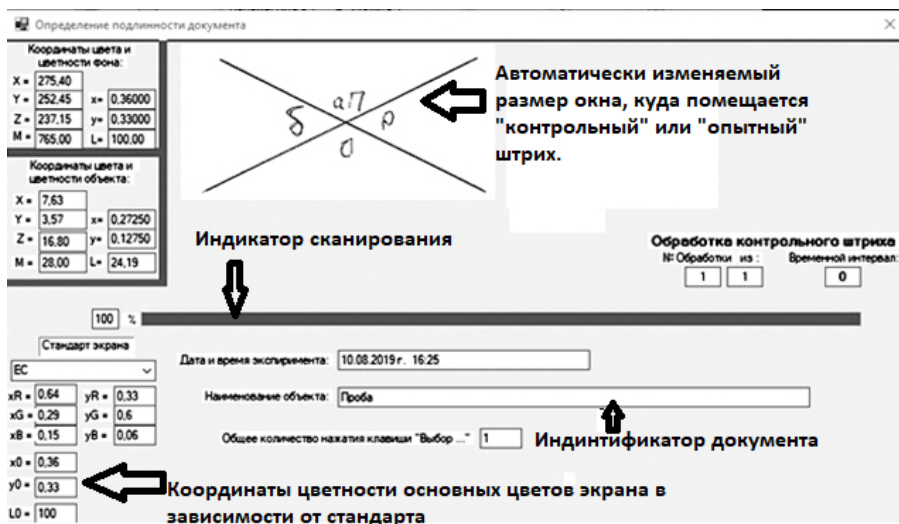 Определение подлинности документа
Координаты цвета и
цветности фона:
X = 275,40
Y = 252,45 x= 0,36000
Z = 237,15 y= 0,33000
M = 765,00 L= 100,00
Координаты цвета и
цветности объекта:
X = 7,63
Y = 3,57 x= 0,27250
Z = 16,80 y= 0,12750
M = 28,00 L= 24,19
б ап р о
Автоматически изменяемый
размер окна, куда помещается
"контрольный" или "опытный"
штрих.
Индикатор сканирования
Обработка контрольного штриха
№ Обработки из : Временной интервал:
1 1 0
100 %
Стандарт экрана
EC
xR = 0,64 yR = 0,33
xG = 0,29 yG = 0,6
xB = 0,15 yB = 0,06
x0 = 0,36
y0 = 0,33
L0 = 100
Дата и время экспиримента: 10.08.2019 г. 16:25
Наименование объекта: Проба
Общее количество нажатия клавиши "Выбор ..." 1
Индинтификатор документа
Координаты цветности основных цветов экрана в
зависимости от стандарта